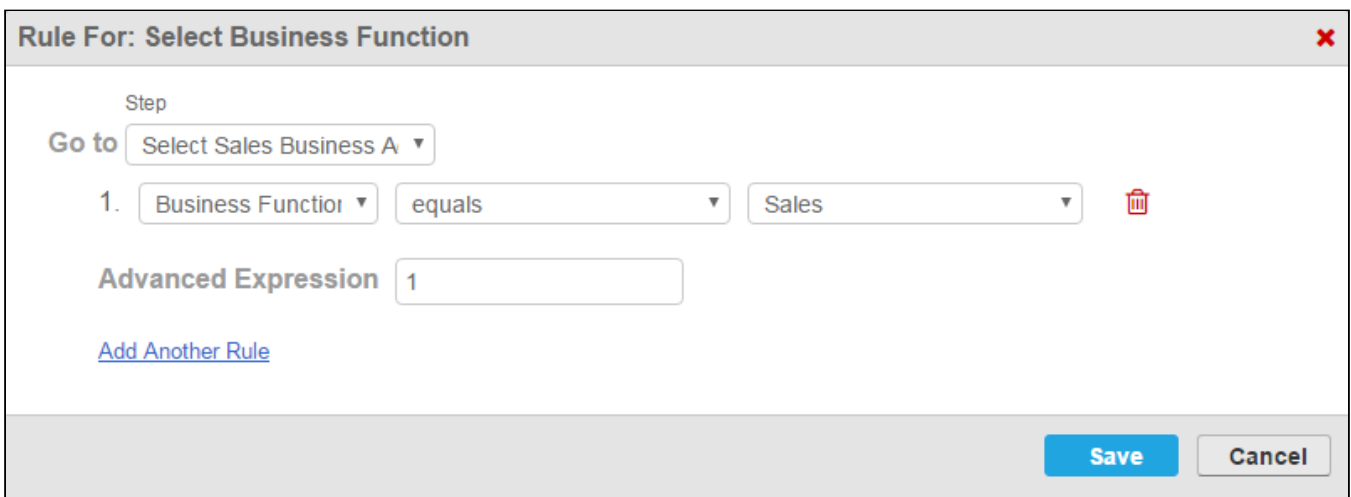 Rule For: Select Business Function
Step
Go to Select Sales Business A
1. Business Function equals Sales
Advanced Expression 1
Add Another Rule
Save Cancel